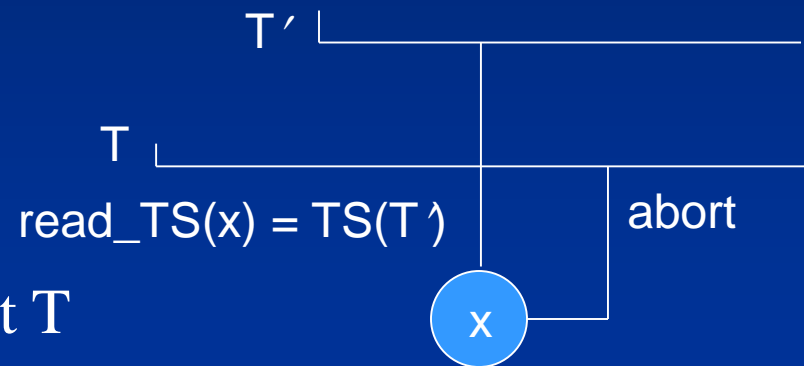 T′
T
read_TS(x) = TS(T′)
abort
t T
x